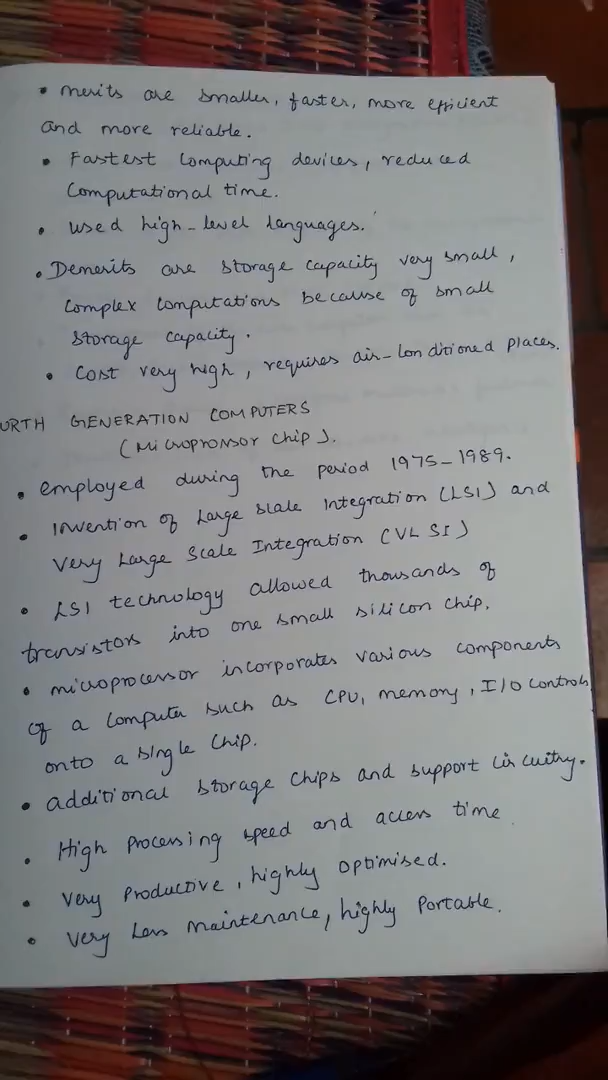 • merits are smaller, faster, more efficient
and more reliable.
• Fastest Computing devices, reduced
Computational time.
• used high-level languages.
• Demerits are storage capacity very small,
Complex Computations because of small
storage capacity.
• Cost very high, requires air-Conditioned places.
URTH GENERATION COMPUTERS
(Microprossor chip).
• employed during the period 1975-1989.
• Invention of Large Scale Integration (LSI) and
Very Large Scale Integration (VLSI)
• LSI technology allowed thousands of
transistors into one small silicon chip.
• microprocessor incorporates various components
of a Computer such as CPU, memory, I/O Controls
onto a single Chip.
• additional storage Chips and support Circuitry.
• High Processing speed and access time
• Very Productive, highly Optimised.
• Very Less Maintenance, highly Portable.